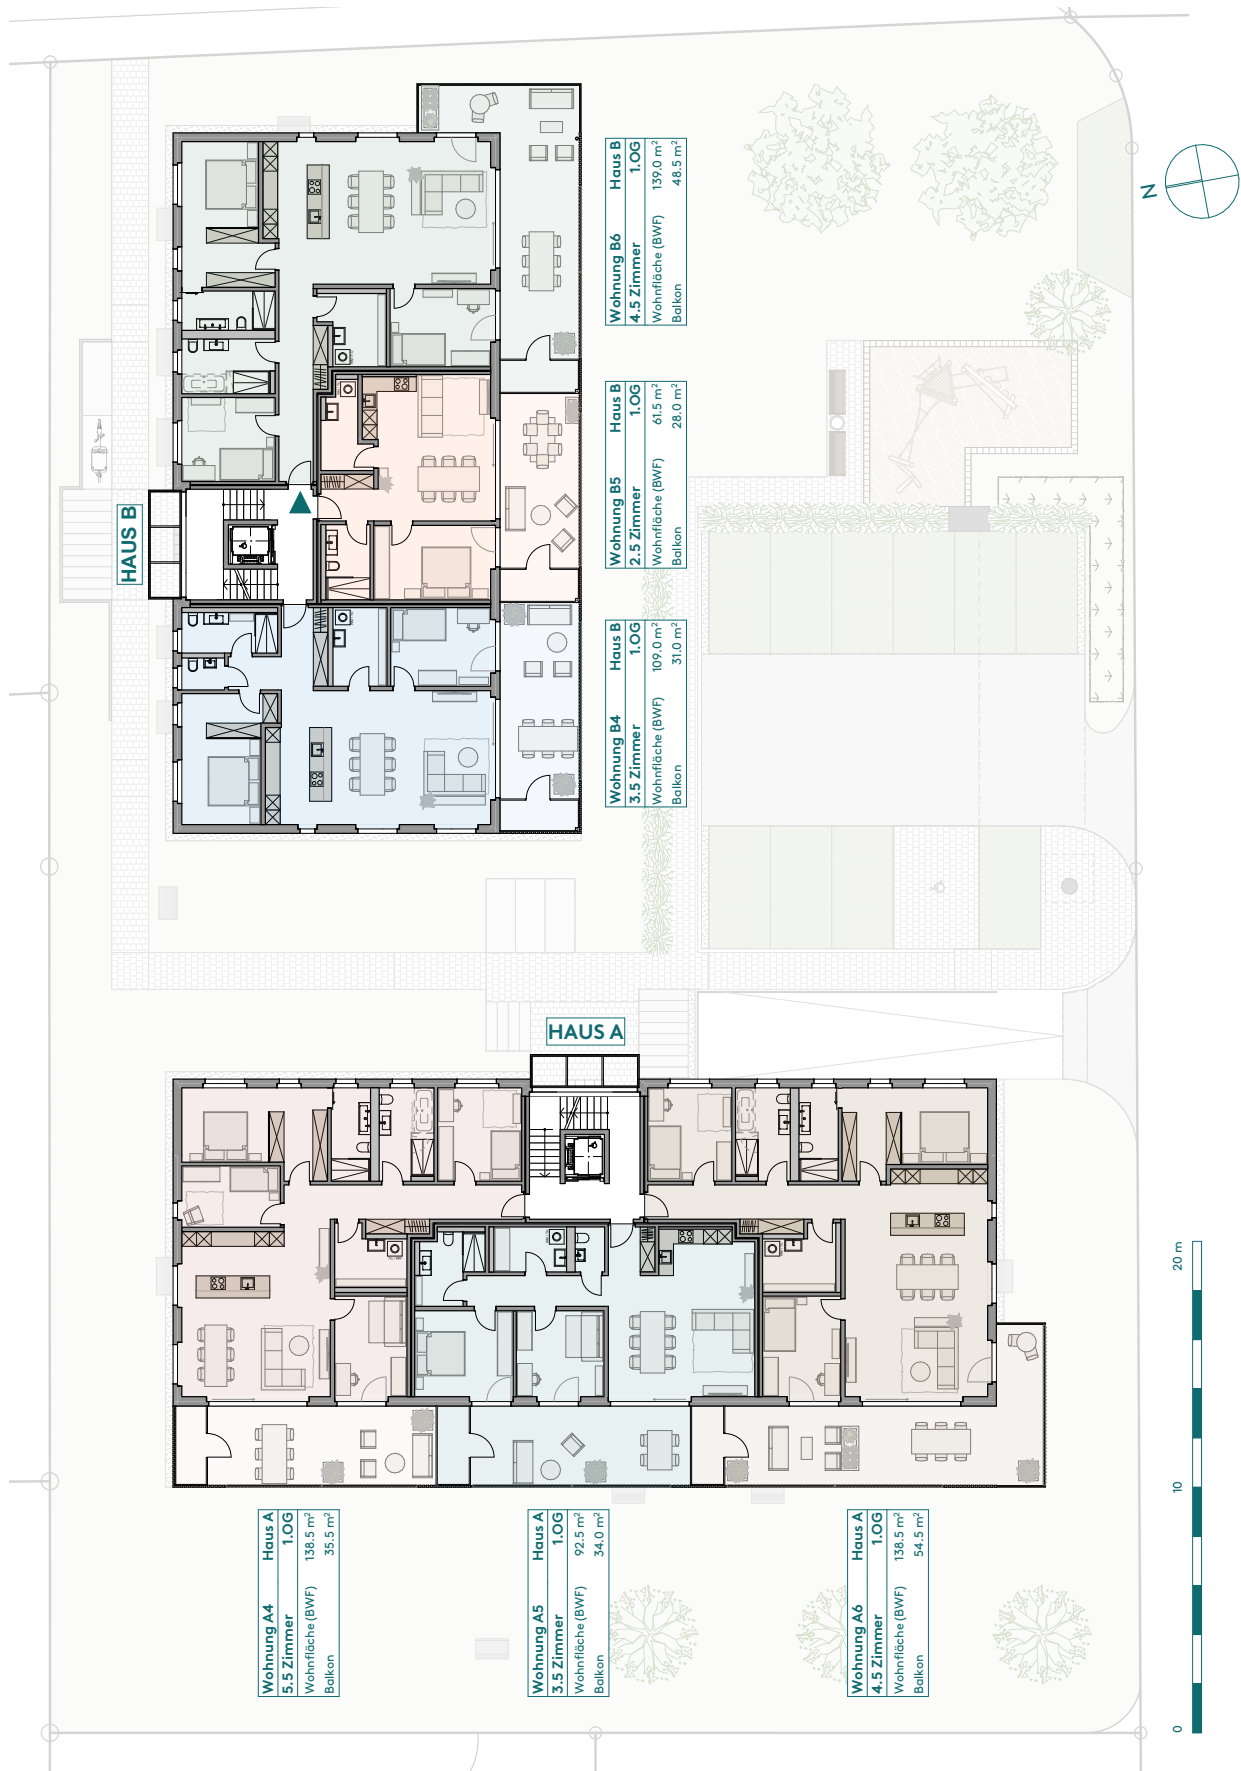 N
Wohnung B6 Haus B
4.5 Zimmer 1.OG
Wohnfläche (BWF) 139.0 m²
Balkon 48.5 m²
Wohnung B5 Haus B
2.5 Zimmer 1.OG
Wohnfläche (BWF) 61.5 m²
Balkon 28.0 m²
HAUS B
Wohnung B4 Haus B
3.5 Zimmer 1.OG
Wohnfläche (BWF) 109.0 m²
Balkon 31.0 m²
HAUS A
20 m
10
0
Wohnung A4 Haus A
5.5 Zimmer 1.OG
Wohnfläche (BWF) 138.5 m²
Balkon 35.5 m²
Wohnung A5 Haus A
3.5 Zimmer 1.OG
Wohnfläche (BWF) 92.5 m²
Balkon 34.0 m²
Wohnung A6 Haus A
4.5 Zimmer 1.OG
Wohnfläche (BWF) 138.5 m²
Balkon 54.5 m²